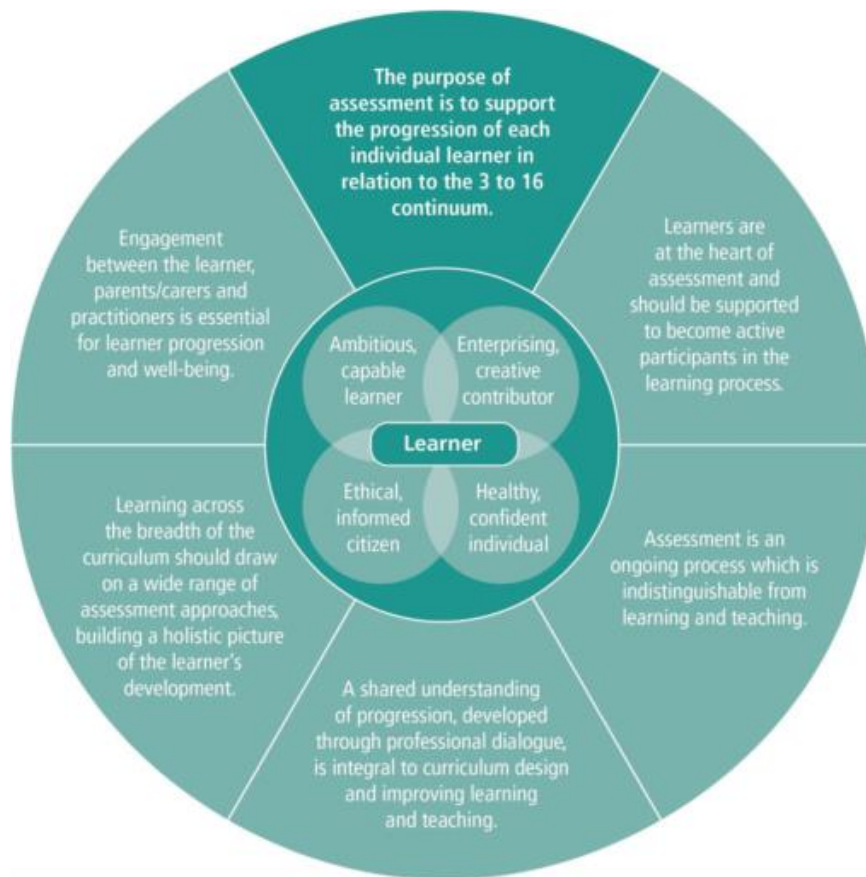 The purpose of
assessment is to support
the progression of each
individual learner in
relation to the 3 to 16
continuum.
Learners are
at the heart of
assessment and
should be supported
to become active
participants in the
learning process.
Assessment is an
ongoing process which is
indistinguishable from
learning and teaching.
A shared understanding
of progression, developed
through professional dialogue,
is integral to curriculum design
and improving learning
and teaching.
Learning across
the breadth of the
curriculum should draw
on a wide range of
assessment approaches,
building a holistic picture
of the learner's
development.
Engagement
between the learner,
parents/carers and
practitioners is essential
for learner progression
and well-being.
Ambitious,
capable
learner
Enterprising,
creative
contributor
Learner
Ethical,
informed
citizen
Healthy,
confident
individual